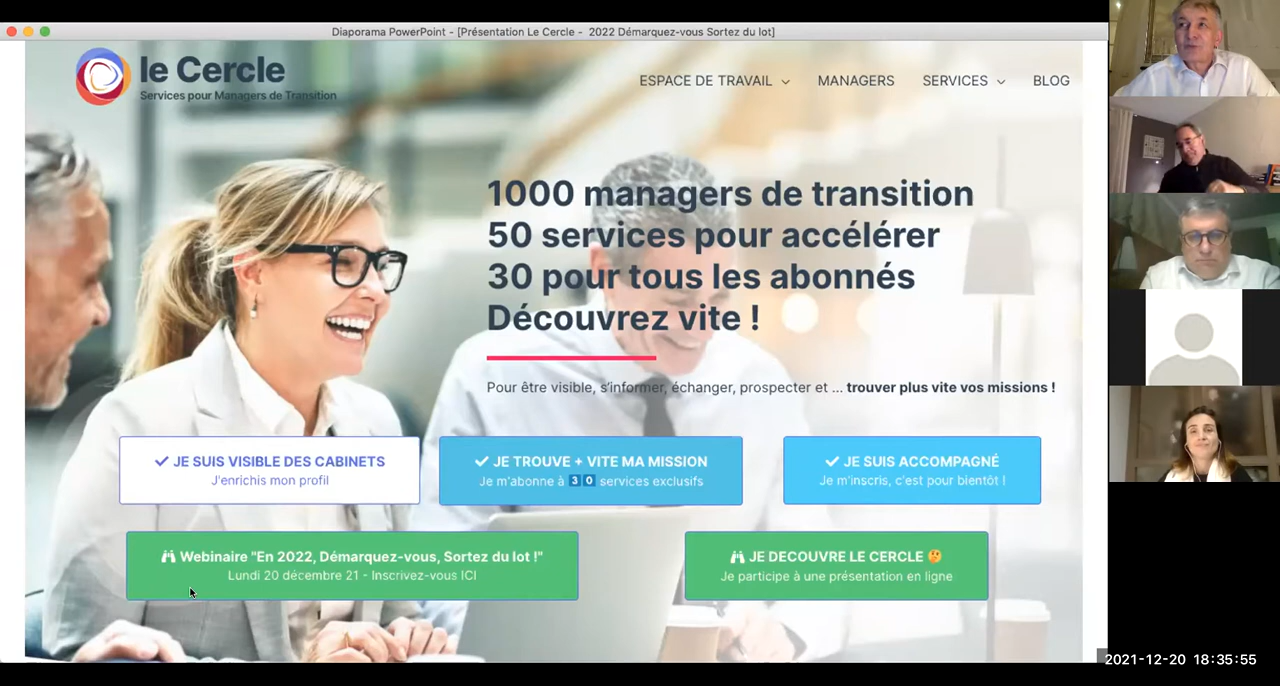 Diaporama PowerPoint - [Présentation Le Cercle - 2022 Démarquez-vous Sortez du lot]
le Cercle
Services pour Managers de Transition
ESPACE DE TRAVAIL
MANAGERS
SERVICES
BLOG
1000 managers de transition
50 services pour accélérer
30 pour tous les abonnés
Découvrez vite !
Pour être visible, s'informer, échanger, prospecter et ... trouver plus vite vos missions !
JE SUIS VISIBLE DES CABINETS
J'enrichis mon profil
JE TROUVE + VITE MA MISSION
Je m'abonne à 30 services exclusifs
JE SUIS ACCOMPAGNÉ
Je m'inscris, c'est pour bientôt !
Webinaire "En 2022, Démarquez-vous, Sortez du lot !"
Lundi 20 décembre 21 - Inscrivez-vous ICI
JE DECOUVRE LE CERCLE 🤔
Je participe à une présentation en ligne
2021-12-20 18:35:55